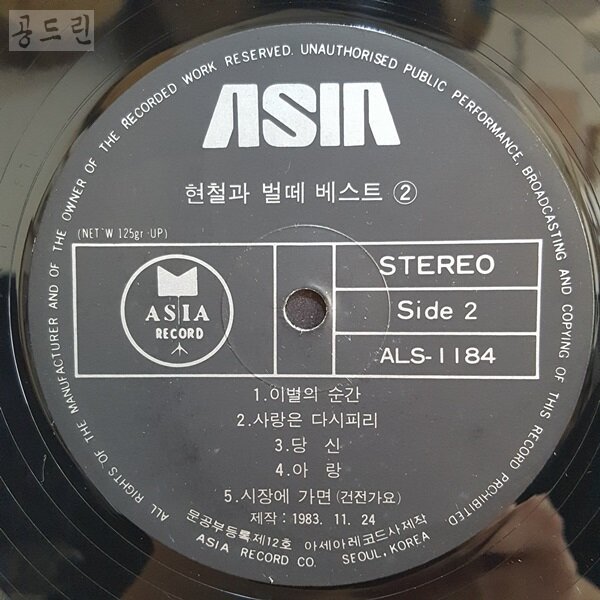 공드린
ALL RIGHTS OF THE MANUFACTURER AND OF THE OWNER OF THE RECORDED WORK RESERVED. UNAUTHORISED PUBLIC PERFORMANCE BROADCASTING AND COPYING OF THIS RECORD PROHIBITED.
ASIA
현철과 벌떼 베스트 ②
(NET`W 125gr·UP)
ASIA
RECORD
STEREO
Side 2
ALS-1184
1.이별의 순간
2.사랑은 다시피리
3.당 신
4.아 랑
5.시장에 가면 (건전가요)
제작 : 1983. 11. 24
문공부등록제12호 아세아레코드사제작
ASIA RECORD CO. SEOUL, KOREA